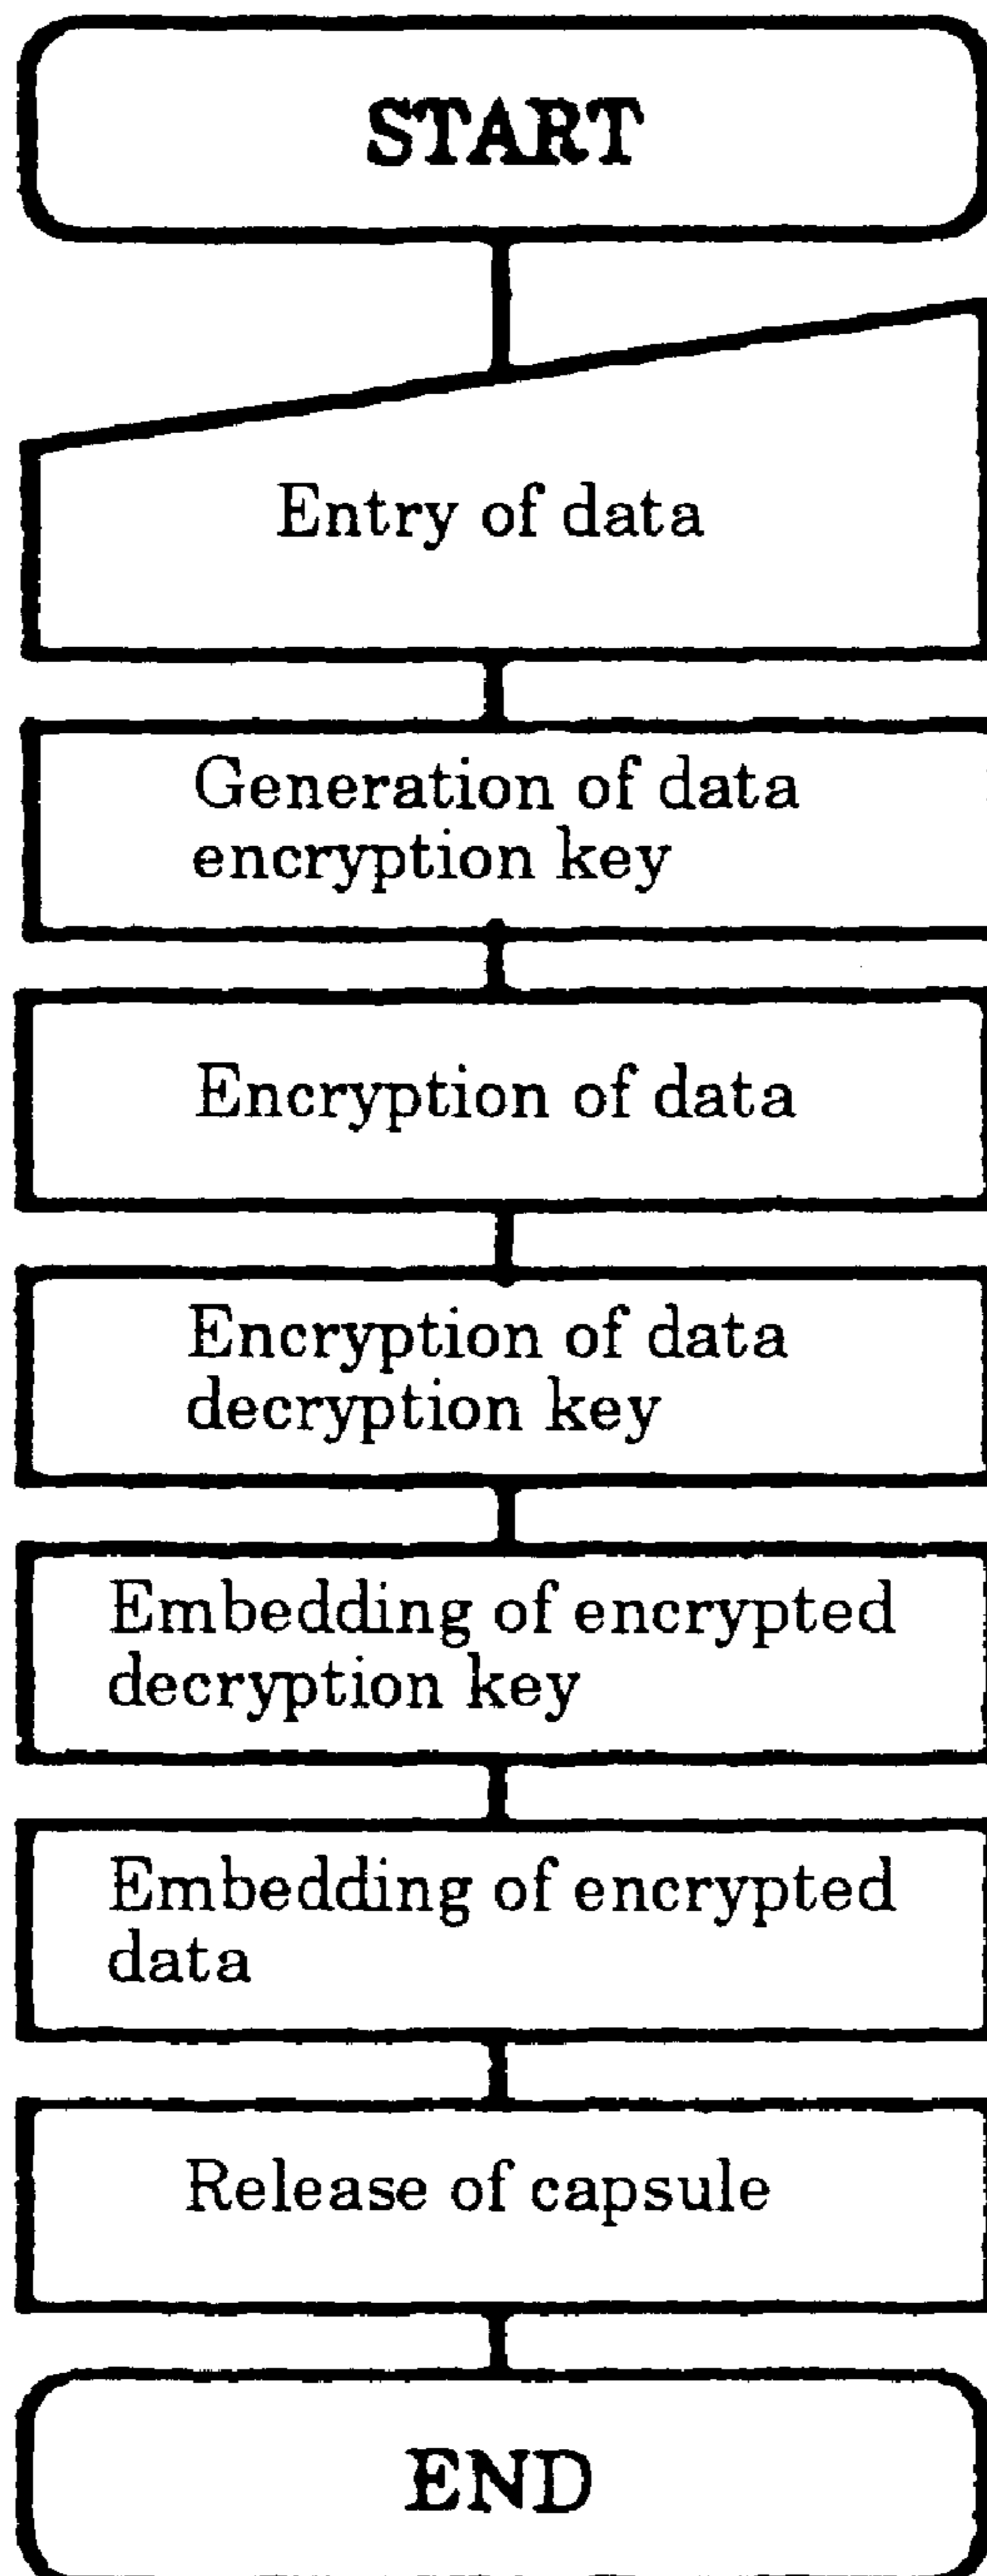 START
Entry of data
Generation of data
encryption key
Encryption of data
Encryption of data
decryption key
Embedding of encrypted
decryption key
Embedding of encrypted
data
Release of capsule
END